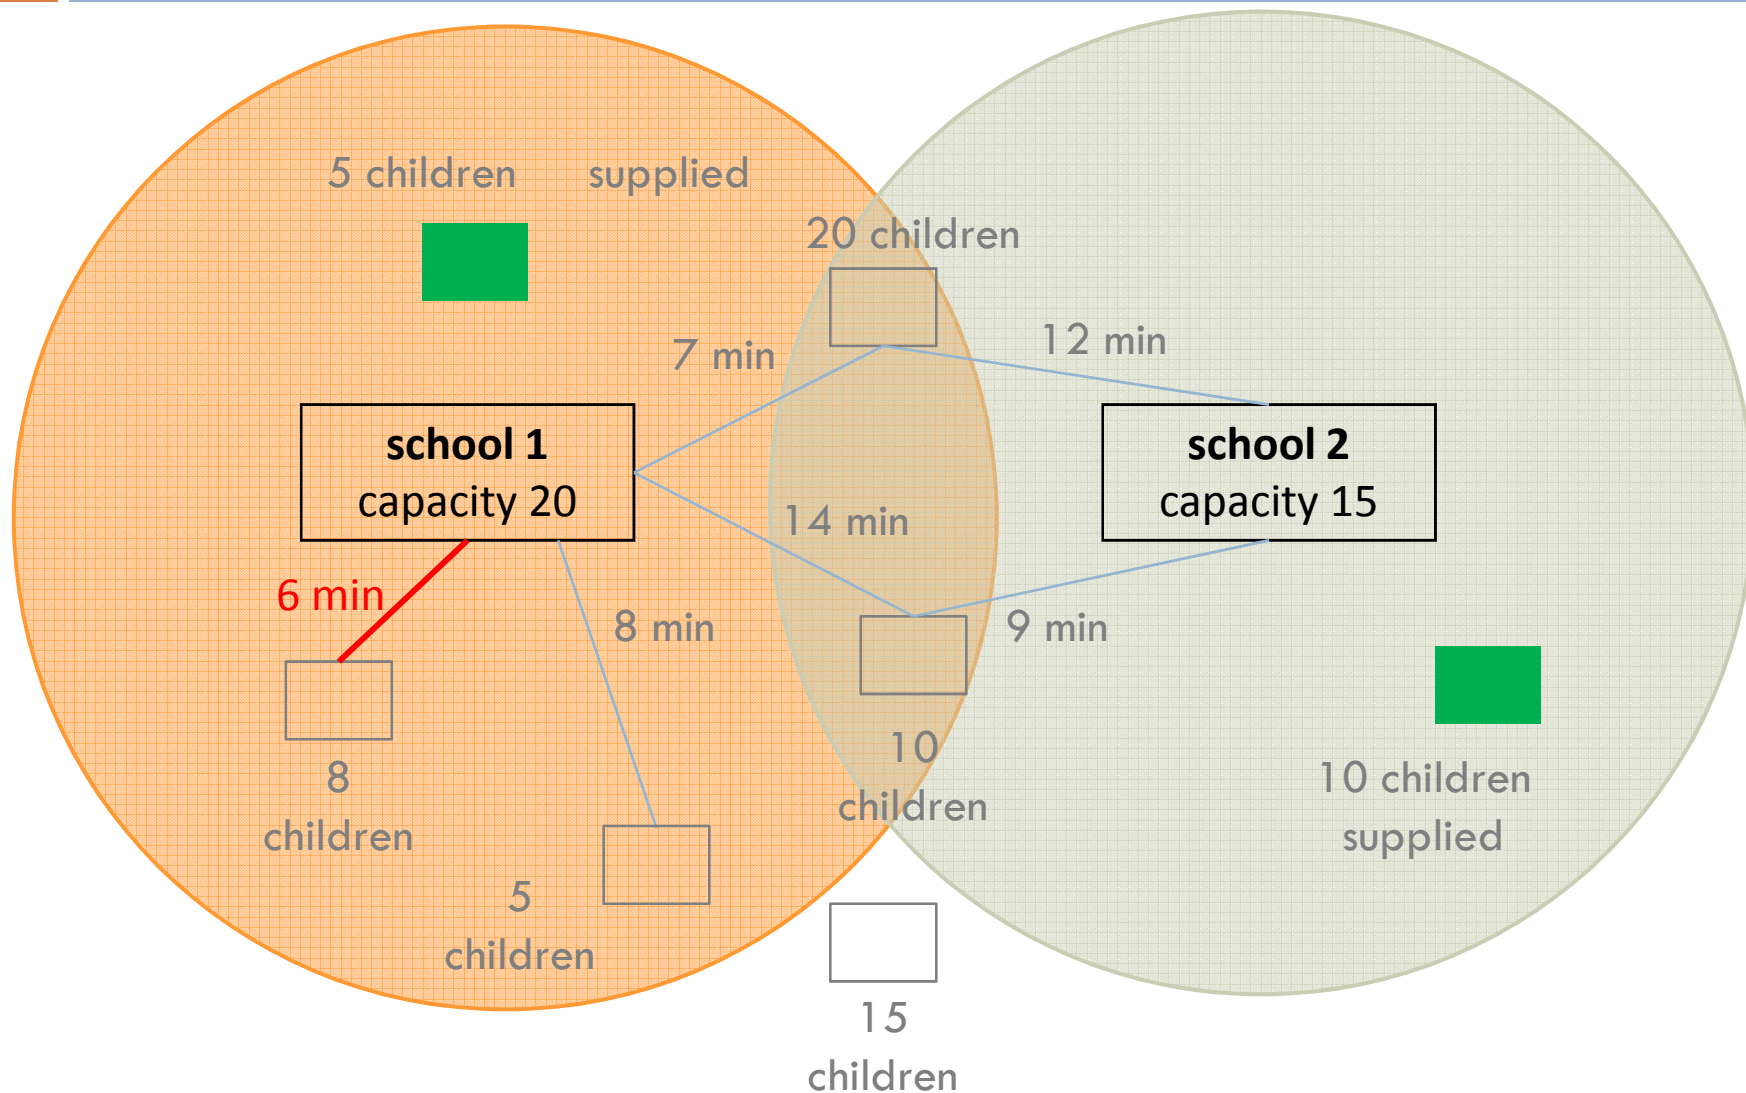 5 children supplied
20 children
7 min
12 min
school 1
capacity 20
school 2
capacity 15
14 min
6 min
8 min
9 min
8
children
10
children
10 children
supplied
5
children
15
children